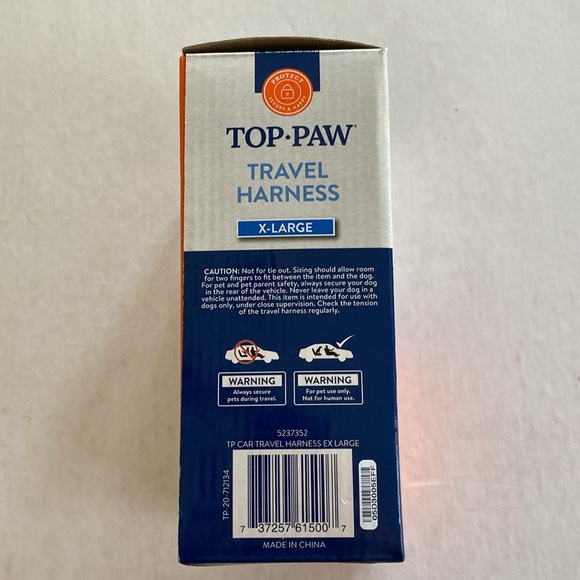 PROTECT
SECURE & HAPPY
TOP•PAW®
TRAVEL
HARNESS
X-LARGE
CAUTION: Not for tie out. Sizing should allow room
for two fingers to fit between the item and the dog.
For pet and pet parent safety, always secure your dog
in the rear of the vehicle. Never leave your dog in a
vehicle unattended. This item is intended for use with
dogs only, under close supervision. Check the tension
of the travel harness regularly.
WARNING
Always secure
pets during travel.
WARNING
For pet use only.
Not for human use.
5237352
TP CAR TRAVEL HARNESS EX LARGE
TP-20-712134
7 37257 61500 7
MADE IN CHINA